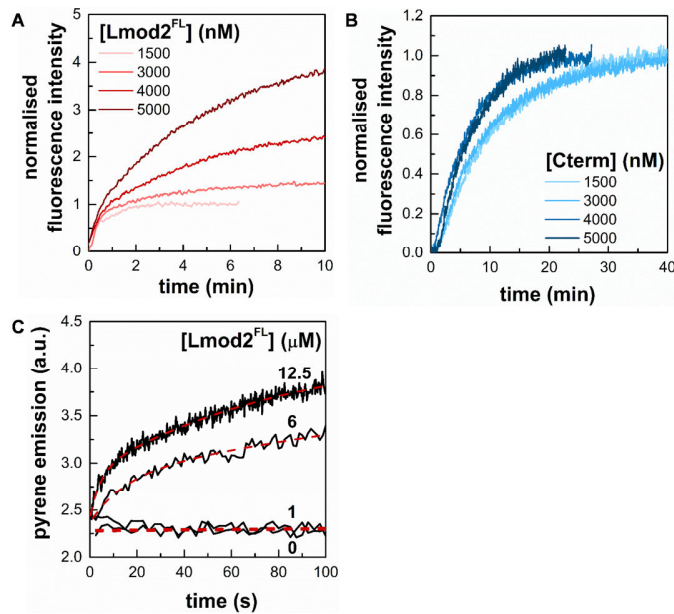 A
[Lmod2^FL] (nM)
1500
3000
4000
5000
normalised
fluorescence intensity
5
4
3
2
1
0
0 2 4 6 8 10
time (min)
B
normalised
fluorescence intensity
1.2
1.0
0.8
0.6
0.4
0.2
0.0
[Cterm] (nM)
1500
3000
4000
5000
0 10 20 30 40
time (min)
C
[Lmod2^FL] (μM)
pyrene emission (a.u.)
4.5
4.0
3.5
3.0
2.5
2.0
12.5
6
1
0
0 20 40 60 80 100
time (s)